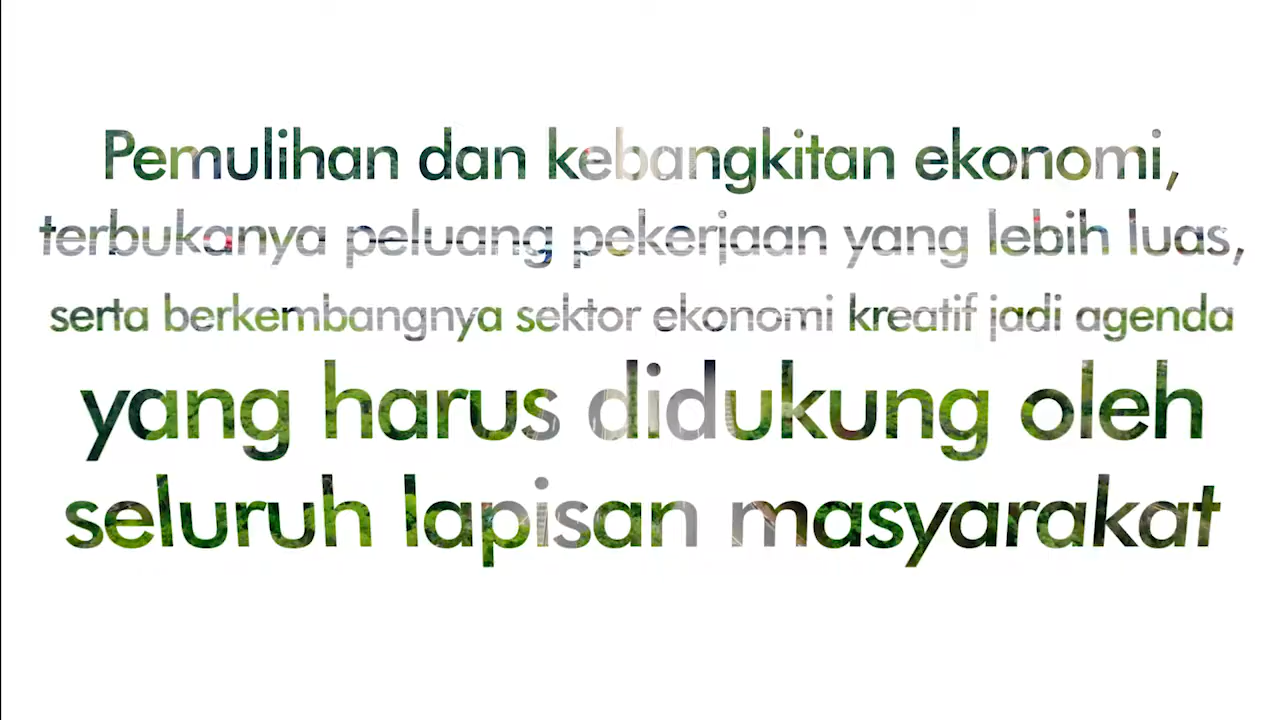 Pemulihan dan kebangkitan ekonomi,
terbukanya peluang pekerjaan yang lebih luas,
serta berkembangnya sektor ekonomi kreatif jadi agenda
yang harus didukung oleh
seluruh lapisan masyarakat